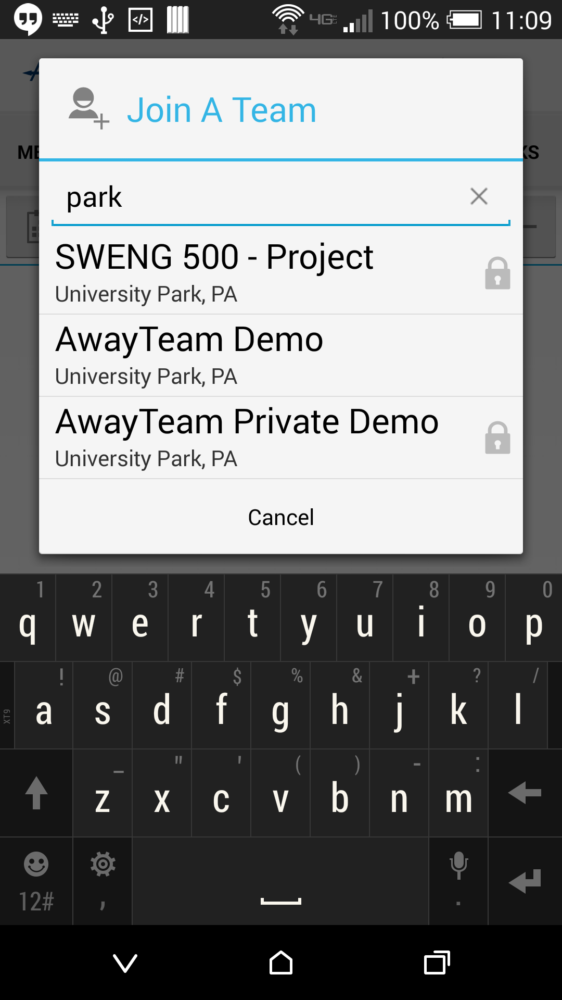 4G LTE 100% 11:09
Join A Team
ME
KS
park
SWENG 500 - Project
University Park, PA
AwayTeam Demo
University Park, PA
AwayTeam Private Demo
University Park, PA
Cancel
1 2 3 4 5 6 7 8 9 0
q w e r t y u i o p
! @ # $ % & + ? /
XT9 a s d f g h j k l
_ " ' ( ) - :
z x c v b n m
12# , .